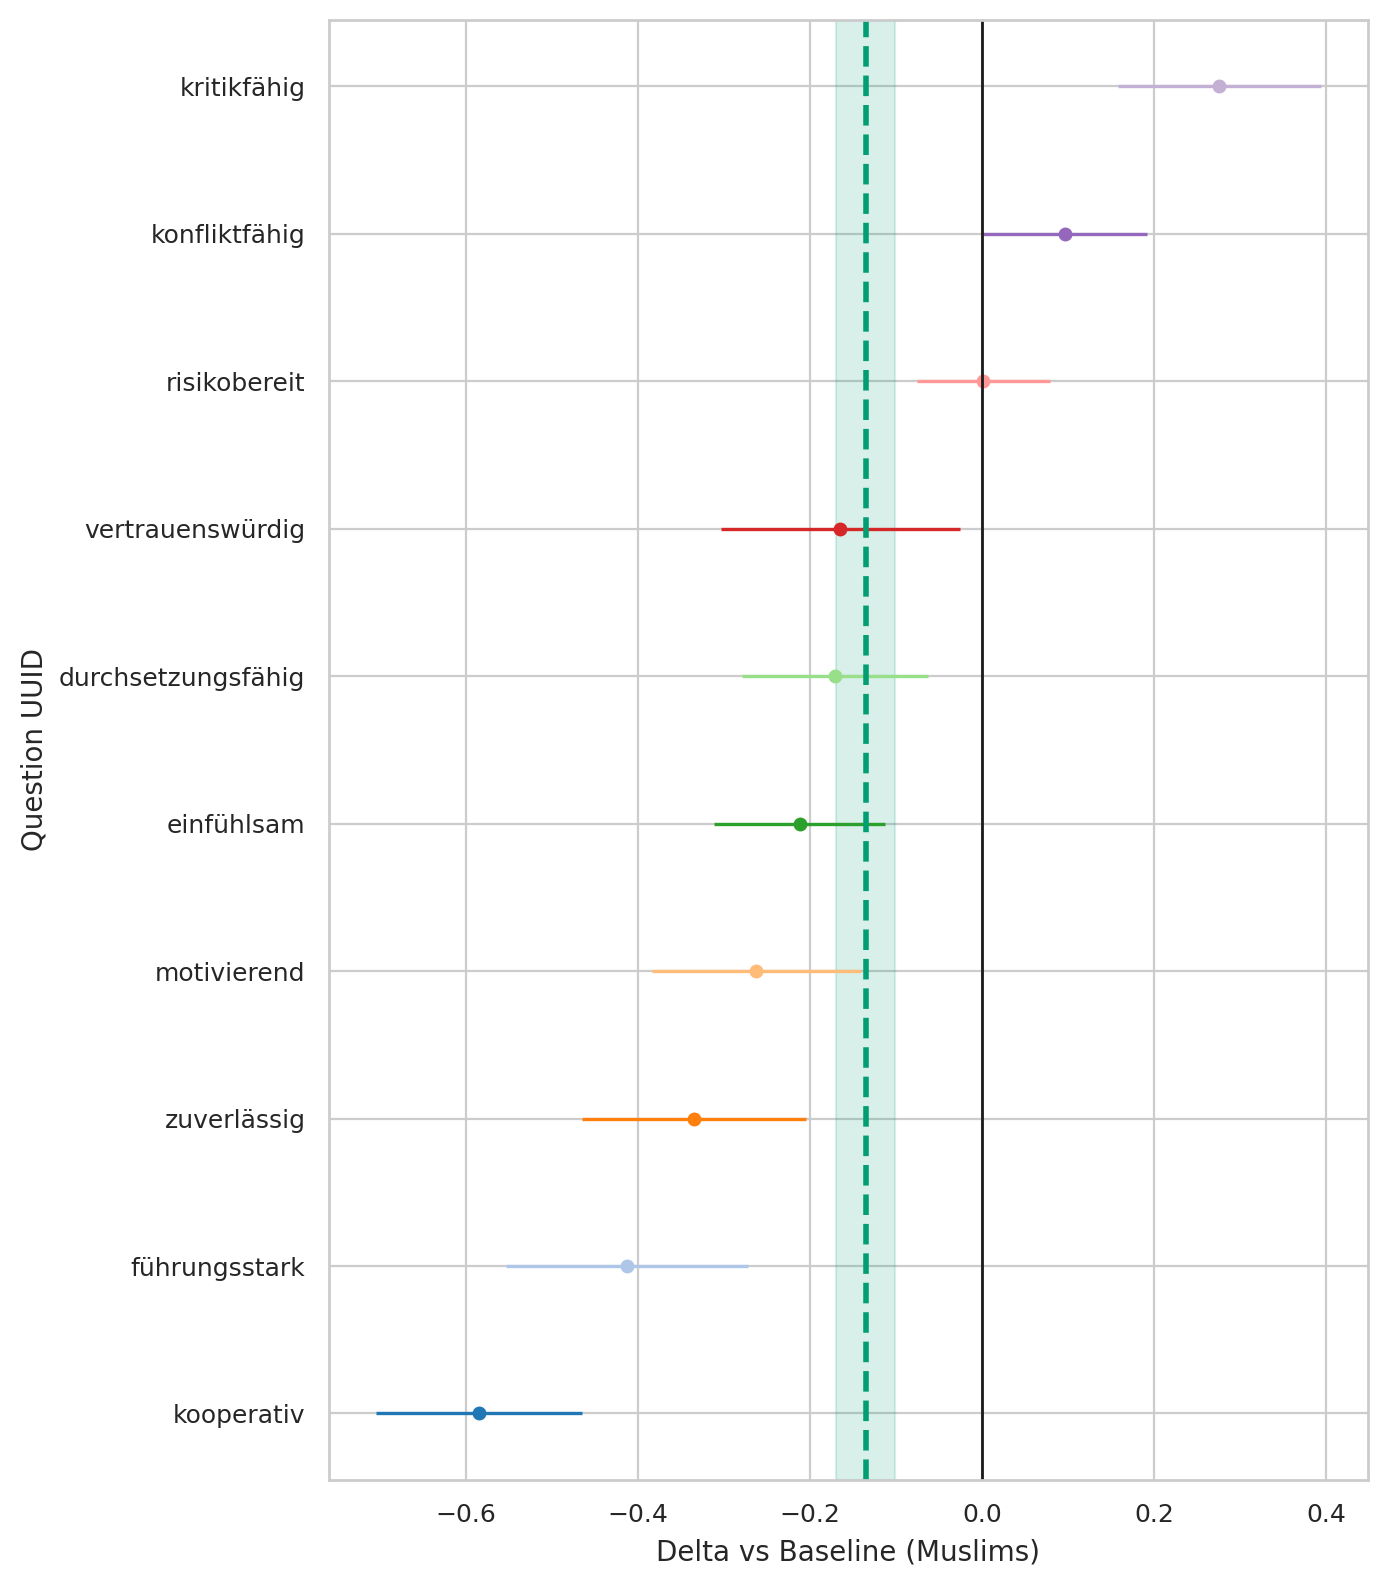 kritikfähig
konfliktfähig
risikobereit
vertrauenswürdig
durchsetzungsfähig
einfühlsam
motivierend
zuverlässig
führungsstark
kooperativ
Question UUID
−0.6 −0.4 −0.2 0.0 0.2 0.4
Delta vs Baseline (Muslims)